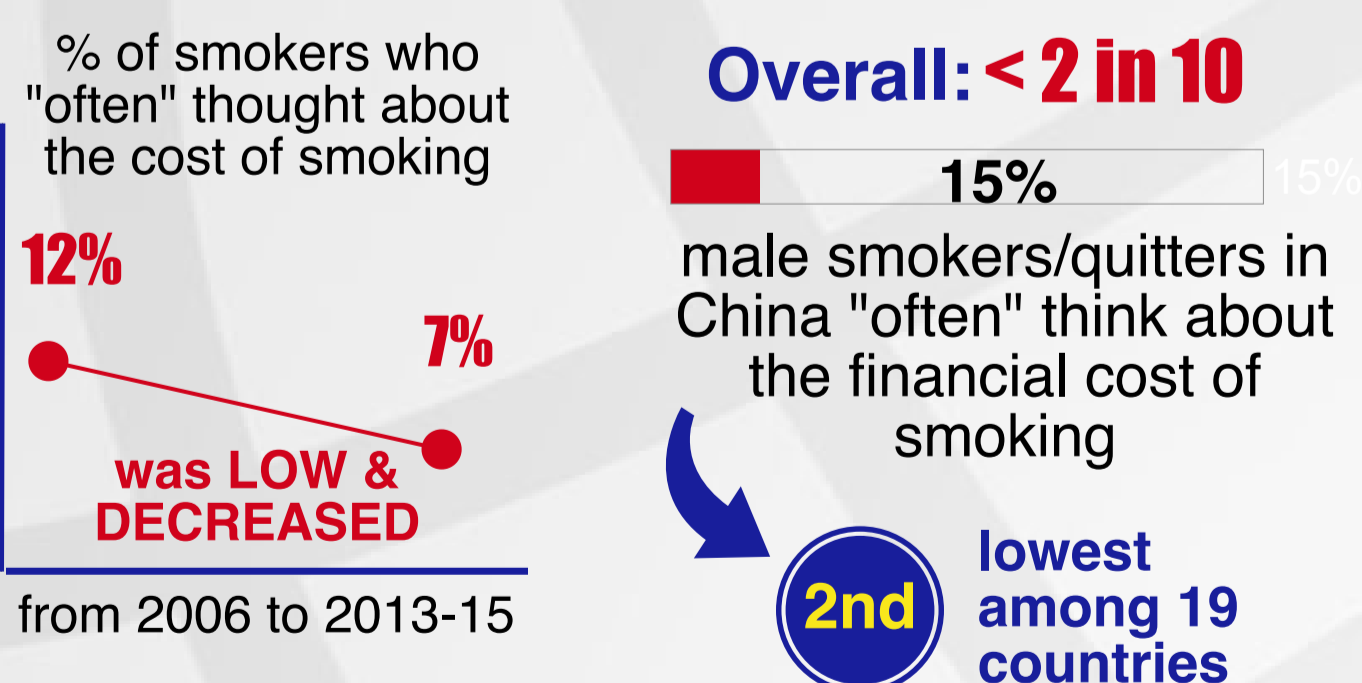 % of smokers who
"often" thought about
the cost of smoking
12%
7%
was LOW &
DECREASED
from 2006 to 2013-15
Overall: < 2 in 10
15%
15%
male smokers/quitters in
China "often" think about
the financial cost of
smoking
2nd
lowest
among 19
countries